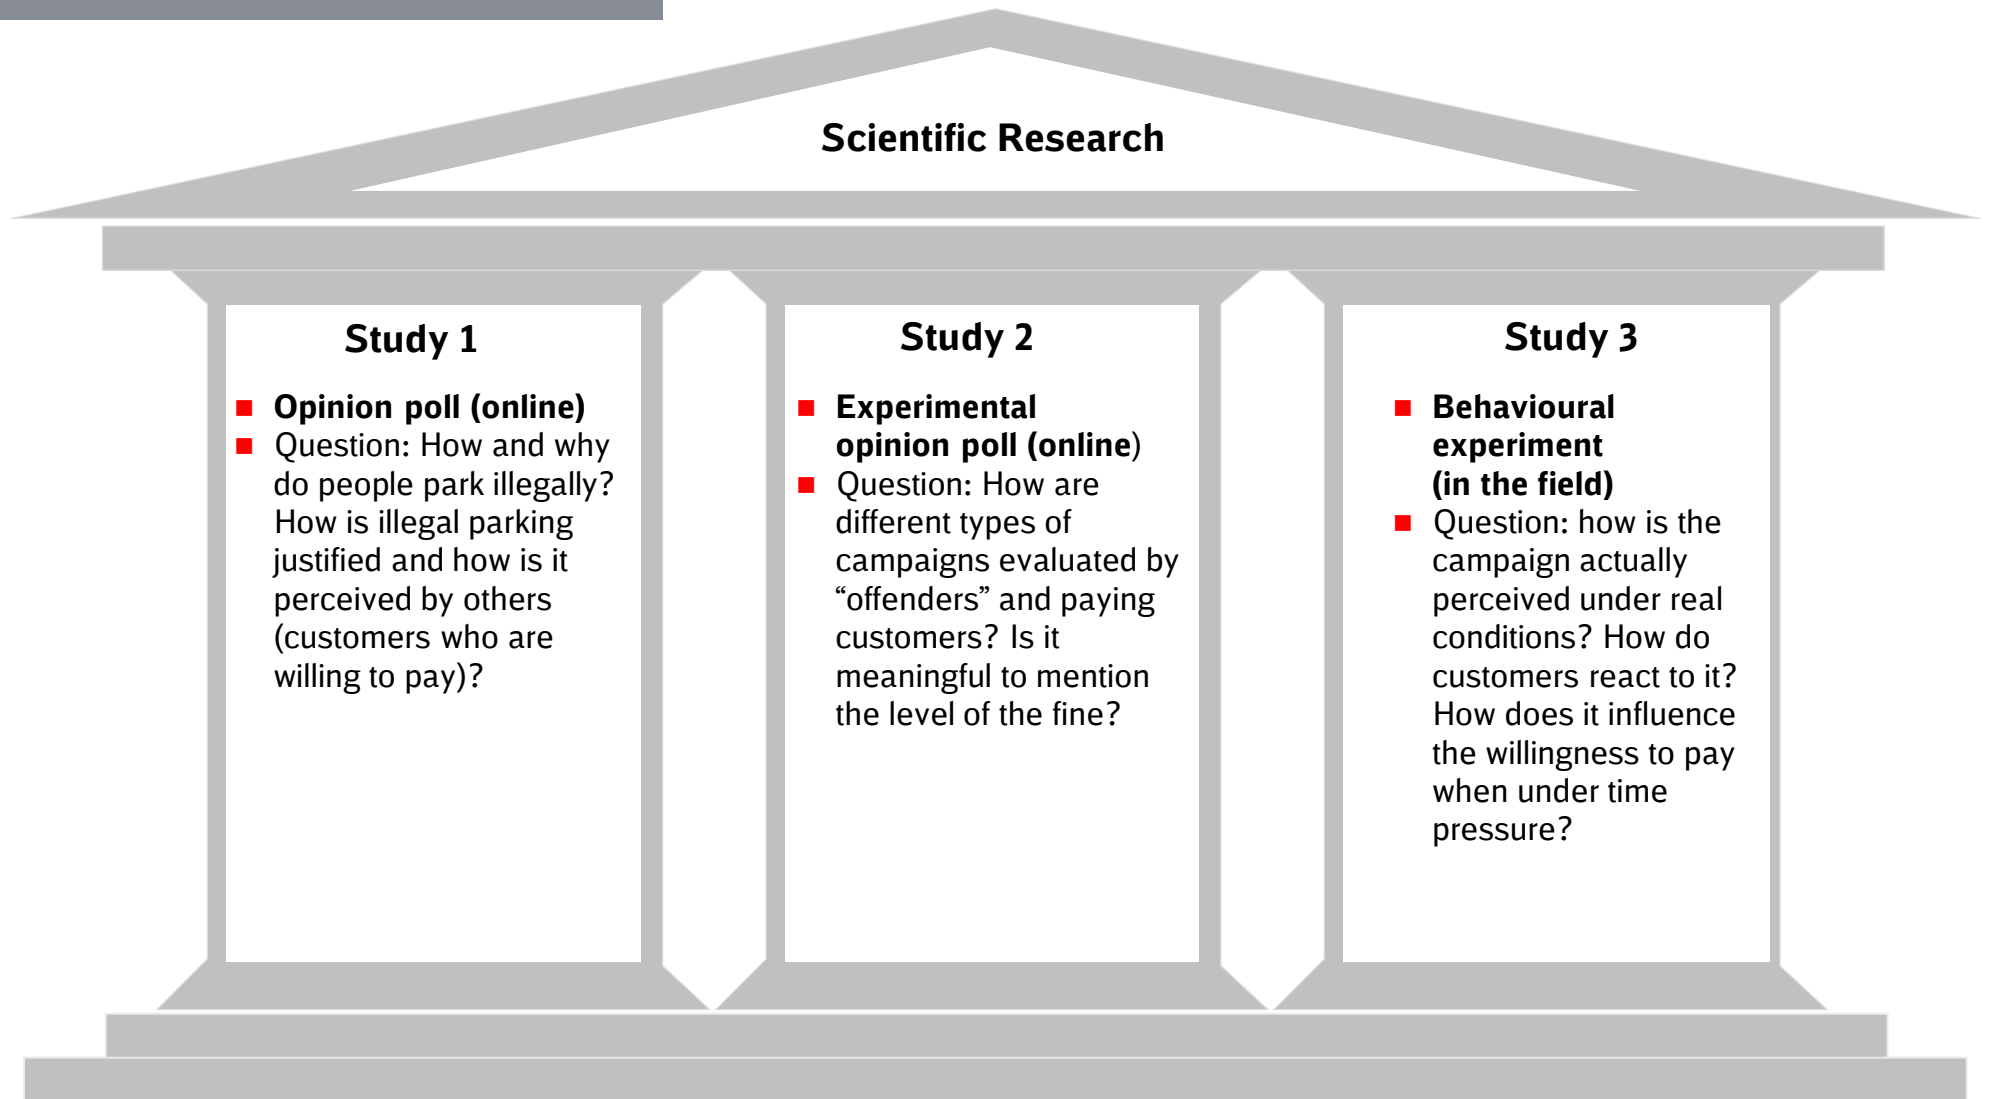 Scientific Research
Study 1
■ Opinion poll (online)
■ Question: How and why
do people park illegally?
How is illegal parking
justified and how is it
perceived by others
(customers who are
willing to pay)?
Study 2
■ Experimental
opinion poll (online)
■ Question: How are
different types of
campaigns evaluated by
“offenders” and paying
customers? Is it
meaningful to mention
the level of the fine?
Study 3
■ Behavioural
experiment
(in the field)
■ Question: how is the
campaign actually
perceived under real
conditions? How do
customers react to it?
How does it influence
the willingness to pay
when under time
pressure?